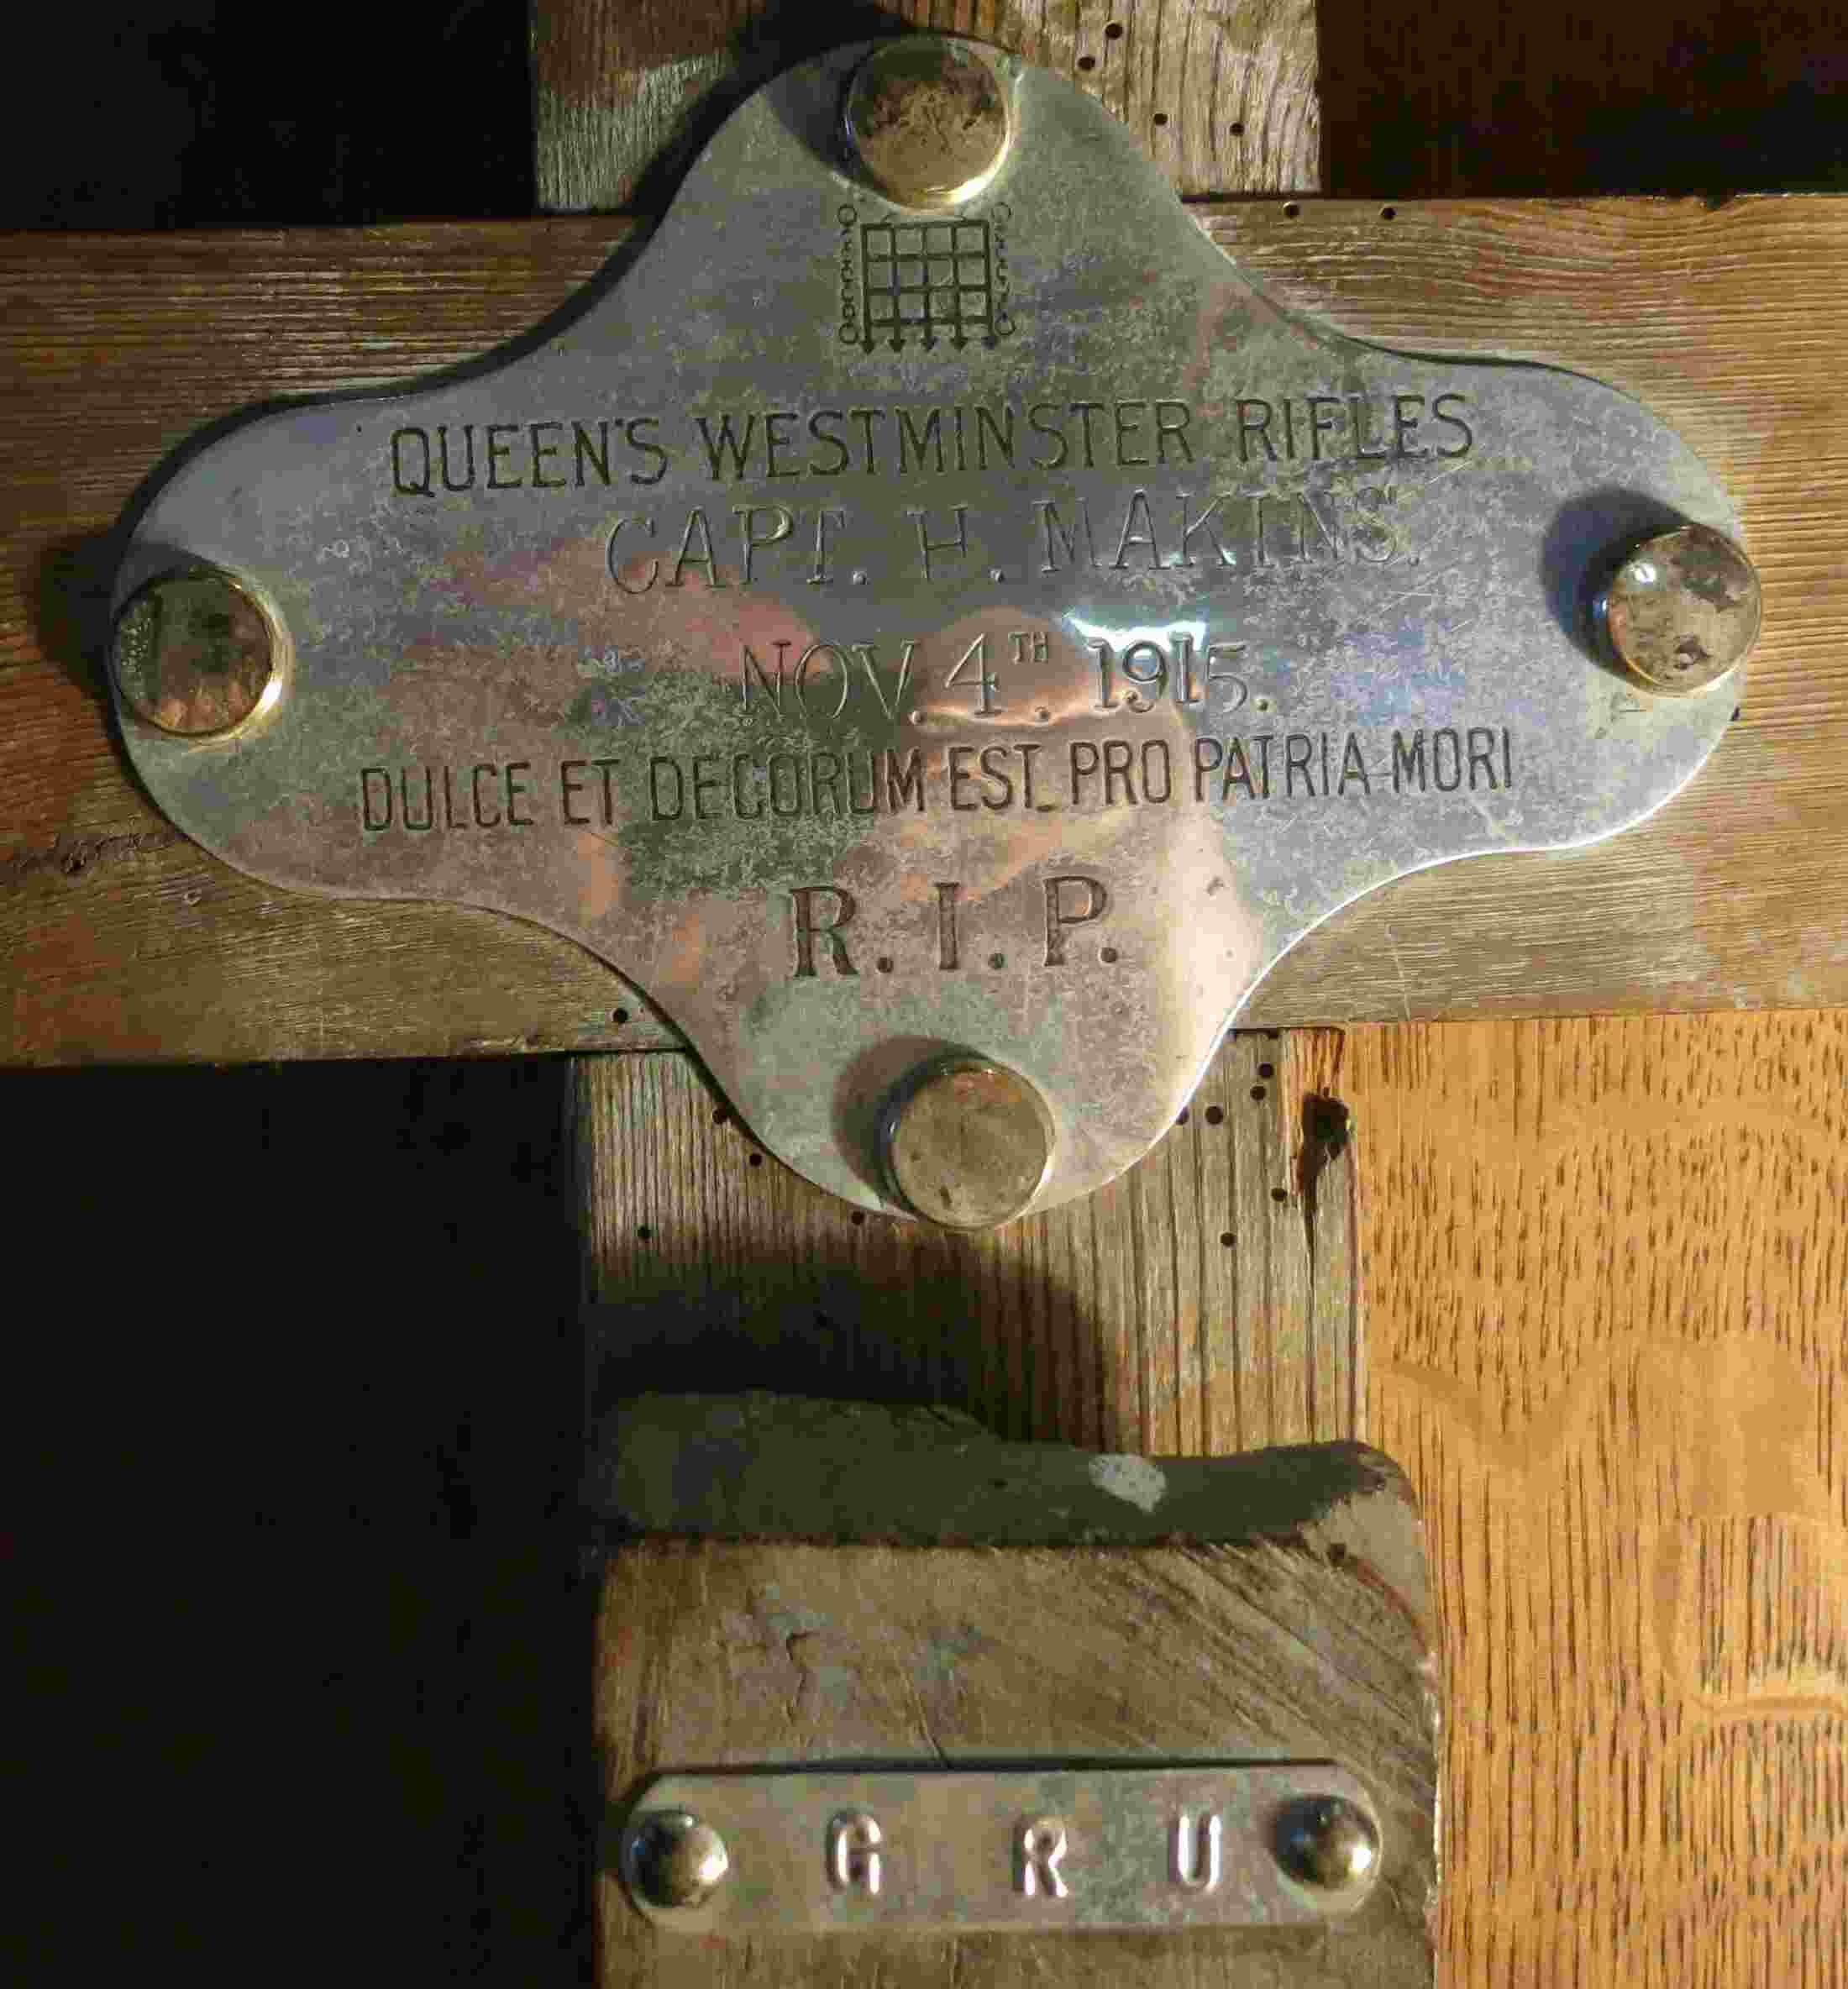 QUEEN'S WESTMINSTER RIFLES
CAPT. H. MAKINS.
NOV. 4TH. 1915.
DULCE ET DECORUM EST PRO PATRIA MORI
R.I.P.
G R U